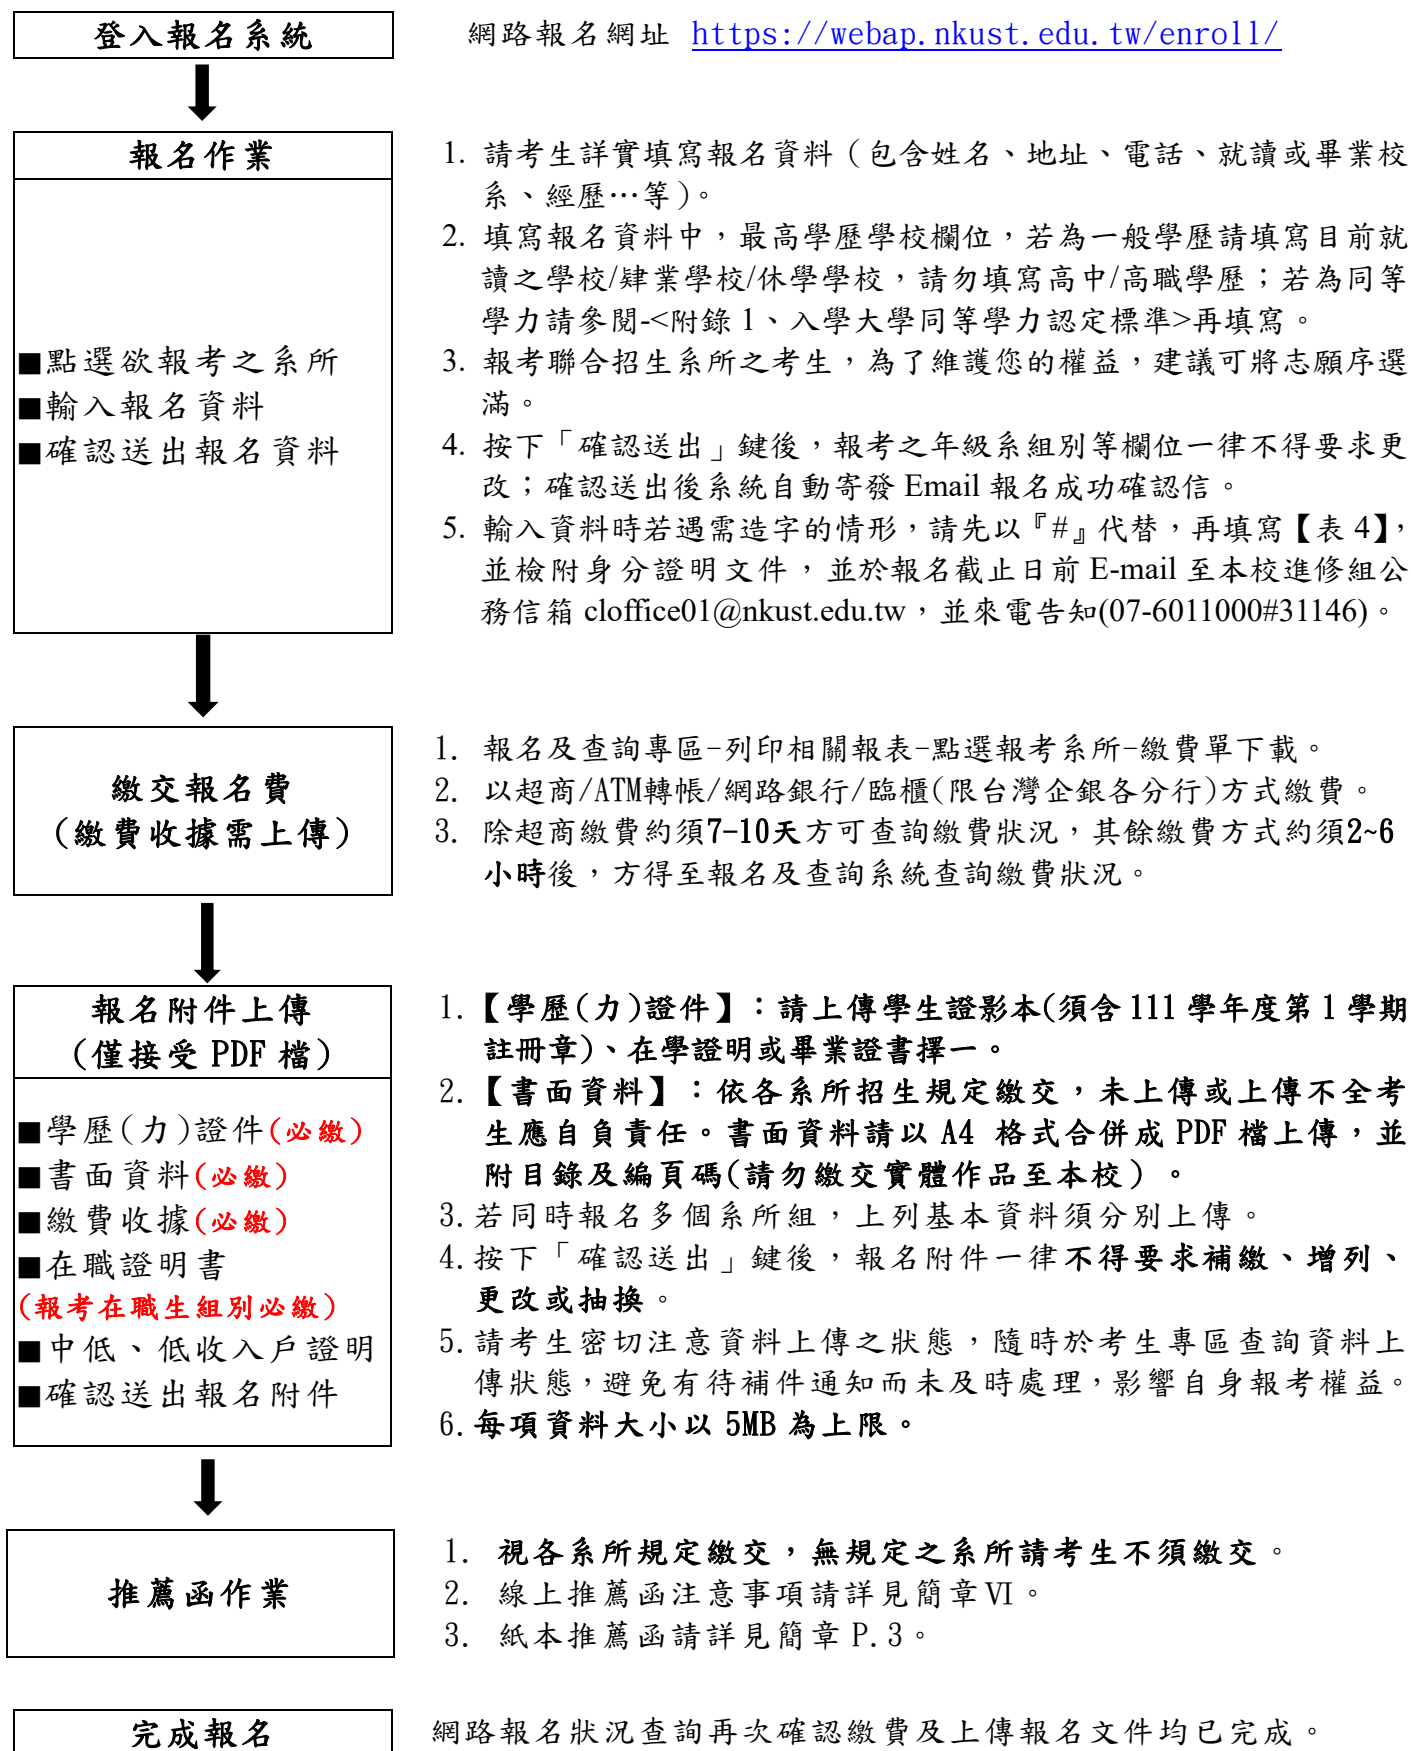 登入報名系統
網路報名網址 https://webap.nkust.edu.tw/enroll/
報名作業
■點選欲報考之系所
■輸入報名資料
■確認送出報名資料
1. 請考生詳實填寫報名資料（包含姓名、地址、電話、就讀或畢業校
系、經歷…等）。
2. 填寫報名資料中，最高學歷學校欄位，若為一般學歷請填寫目前就
讀之學校/肄業學校/休學學校，請勿填寫高中/高職學歷；若為同等
學力請參閱-<附錄 1、入學大學同等學力認定標準>再填寫。
3. 報考聯合招生系所之考生，為了維護您的權益，建議可將志願序選
滿。
4. 按下「確認送出」鍵後，報考之年級系組別等欄位一律不得要求更
改；確認送出後系統自動寄發 Email 報名成功確認信。
5. 輸入資料時若遇需造字的情形，請先以『#』代替，再填寫【表 4】，
並檢附身分證明文件，並於報名截止日前 E-mail 至本校進修組公
務信箱 cloffice01@nkust.edu.tw，並來電告知(07-6011000#31146)。
繳交報名費
(繳費收據需上傳)
1. 報名及查詢專區-列印相關報表-點選報考系所-繳費單下載。
2. 以超商/ATM轉帳/網路銀行/臨櫃(限台灣企銀各分行)方式繳費。
3. 除超商繳費約須7-10天方可查詢繳費狀況，其餘繳費方式約須2~6
小時後，方得至報名及查詢系統查詢繳費狀況。
報名附件上傳
(僅接受 PDF 檔)
■學歷(力)證件(必繳)
■書面資料(必繳)
■繳費收據(必繳)
■在職證明書
(報考在職生組別必繳)
■中低、低收入戶證明
■確認送出報名附件
1.【學歷(力)證件】：請上傳學生證影本(須含 111 學年度第 1 學期
註冊章)、在學證明或畢業證書擇一。
2.【書面資料】：依各系所招生規定繳交，未上傳或上傳不全考
生應自負責任。書面資料請以 A4 格式合併成 PDF 檔上傳，並
附目錄及編頁碼(請勿繳交實體作品至本校）。
3.若同時報名多個系所組，上列基本資料須分別上傳。
4.按下「確認送出」鍵後，報名附件一律不得要求補繳、增列、
更改或抽換。
5.請考生密切注意資料上傳之狀態，隨時於考生專區查詢資料上
傳狀態，避免有待補件通知而未及時處理，影響自身報考權益。
6.每項資料大小以 5MB 為上限。
推薦函作業
1. 視各系所規定繳交，無規定之系所請考生不須繳交。
2. 線上推薦函注意事項請詳見簡章Ⅵ。
3. 紙本推薦函請詳見簡章 P.3。
完成報名
網路報名狀況查詢再次確認繳費及上傳報名文件均已完成。